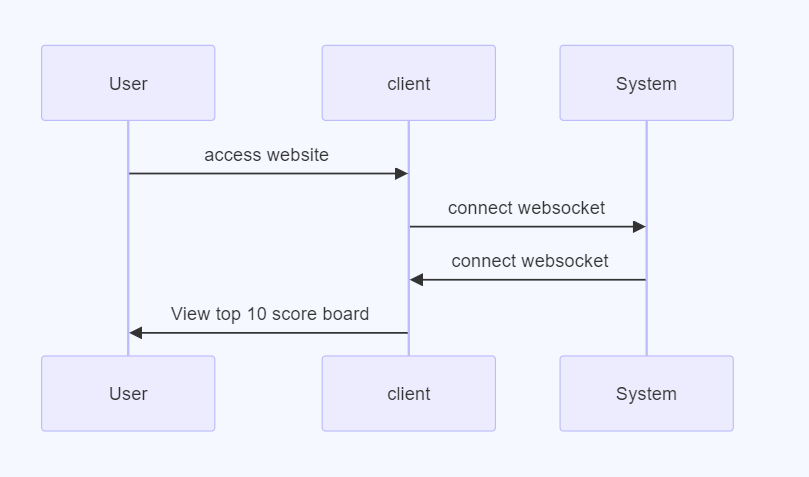 User
client
System
access website
connect websocket
connect websocket
View top 10 score board
User
client
System